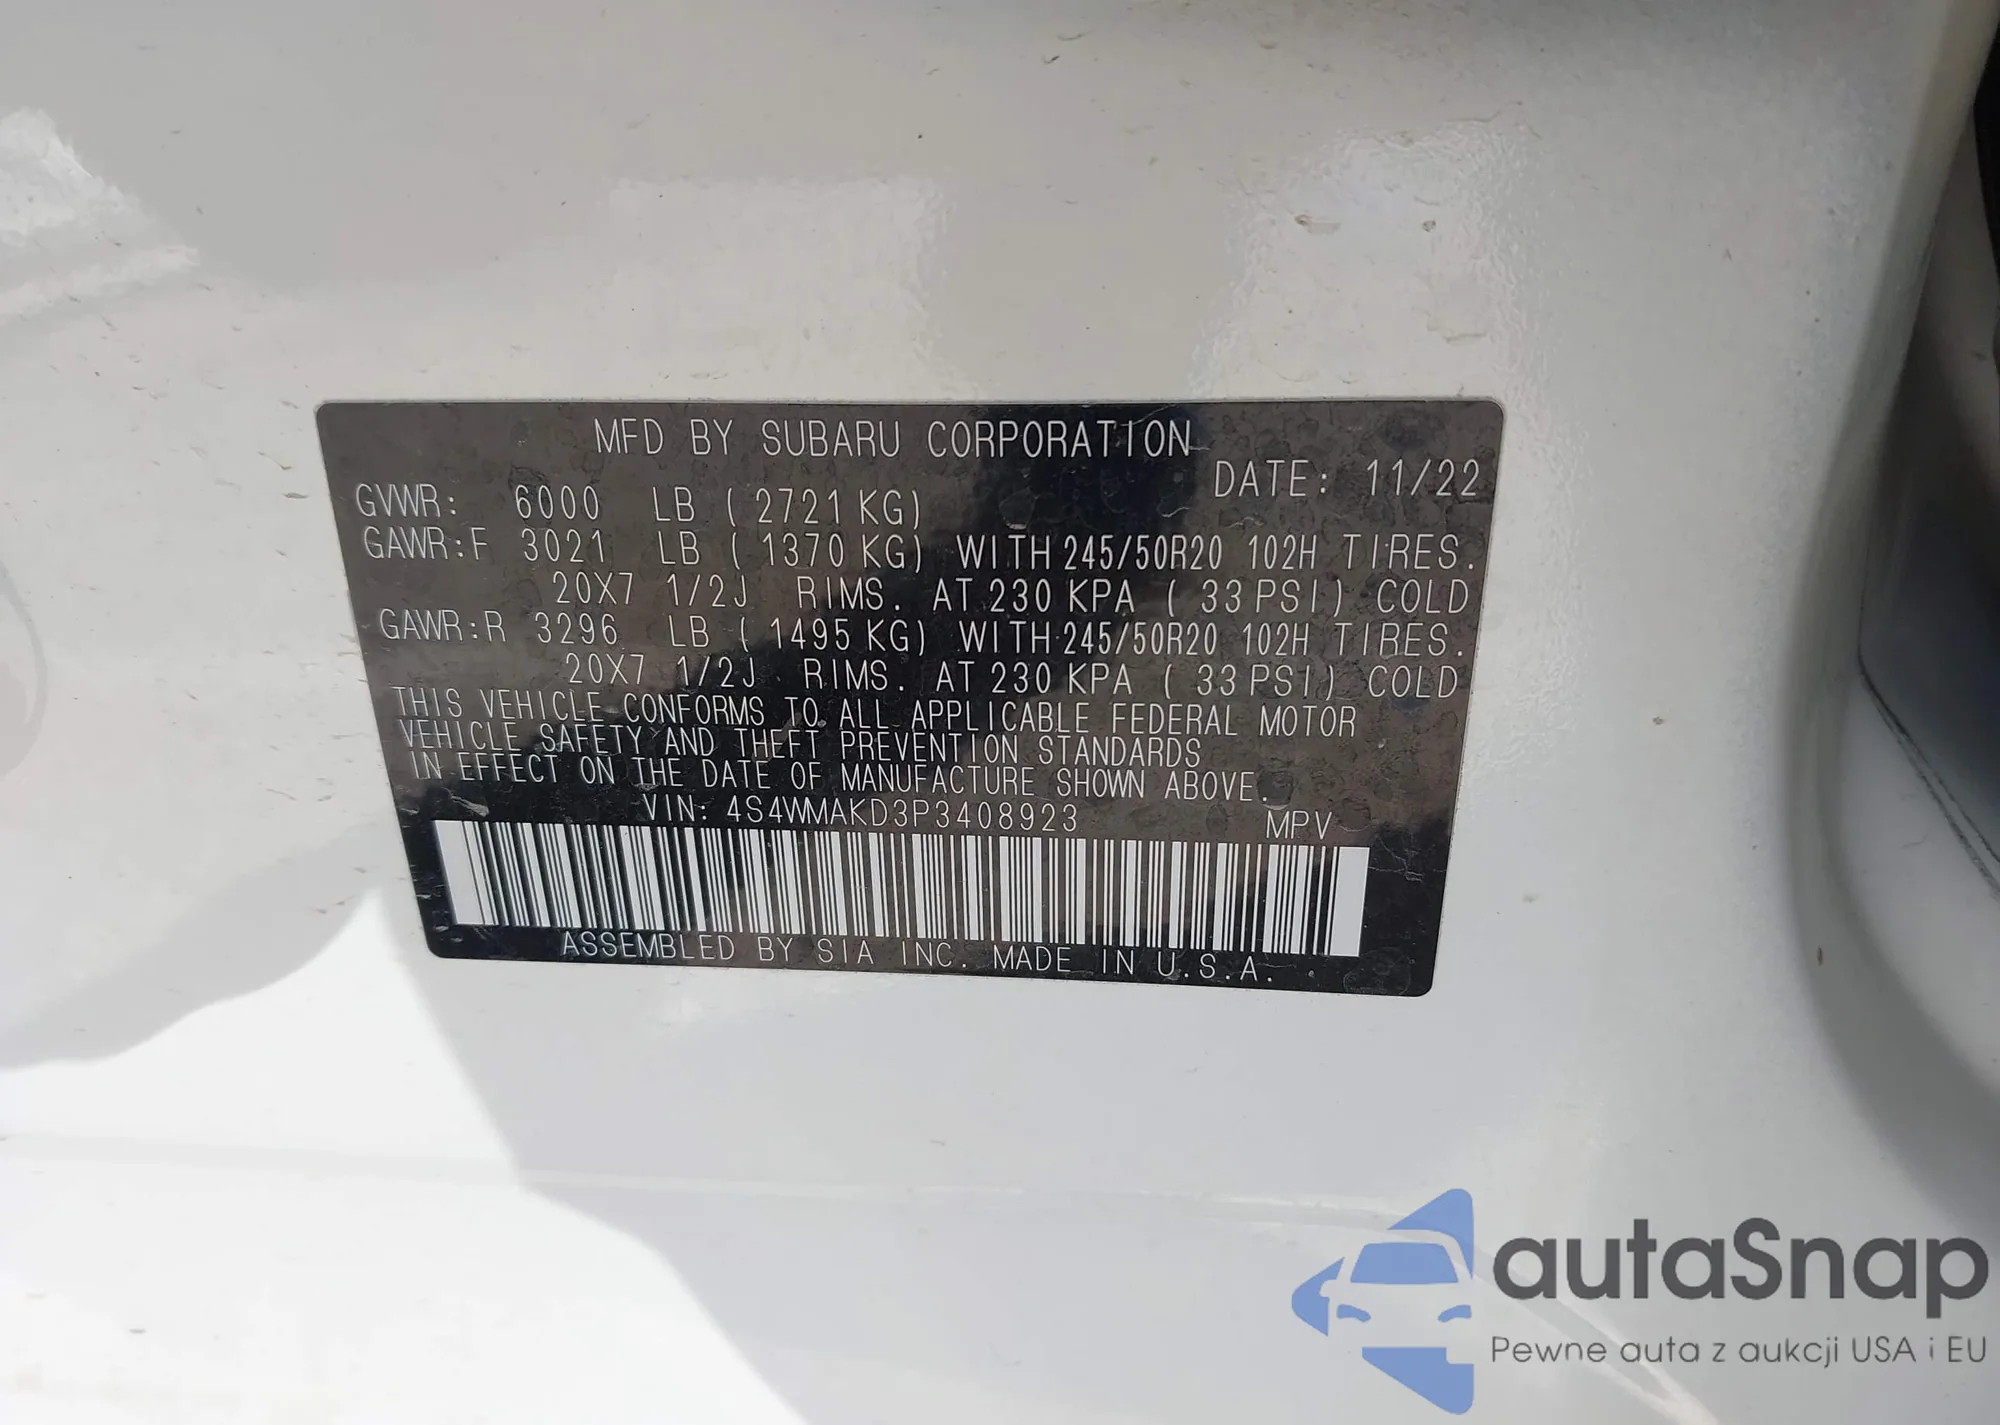 MFD BY SUBARU CORPORATION
DATE: 11/22
GVWR: 6000 LB ( 2721 KG)
GAWR:F 3021 LB ( 1370 KG) WITH 245/50R20 102H TIRES.
20X7 1/2J RIMS. AT 230 KPA ( 33 PSI) COLD
GAWR:R 3296 LB ( 1495 KG) WITH 245/50R20 102H TIRES.
20X7 1/2J RIMS. AT 230 KPA ( 33 PSI) COLD
THIS VEHICLE CONFORMS TO ALL APPLICABLE FEDERAL MOTOR
VEHICLE SAFETY AND THEFT PREVENTION STANDARDS
IN EFFECT ON THE DATE OF MANUFACTURE SHOWN ABOVE.
VIN: 4S4WMAKD3P3408923 MPV
ASSEMBLED BY SIA INC. MADE IN U.S.A.
autaSnap
Pewne auta z aukcji USA i EU